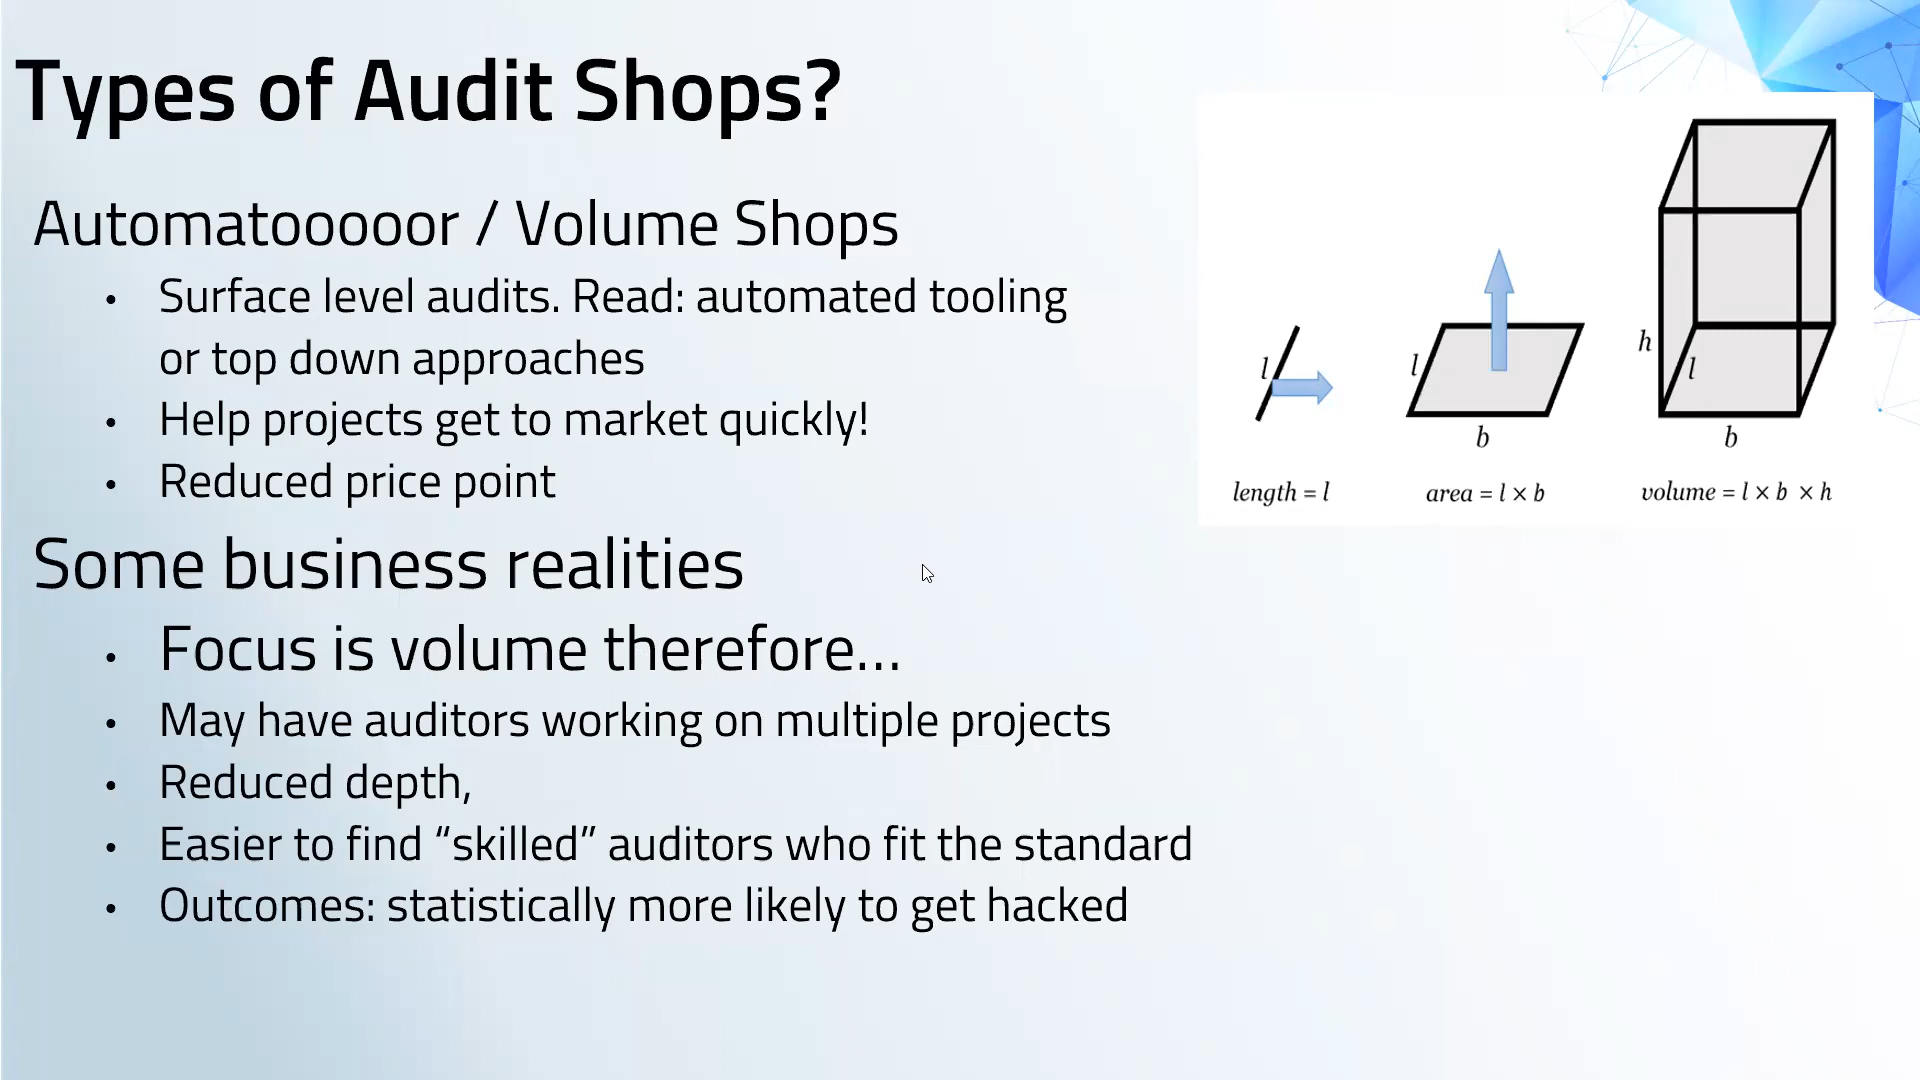 Types of Audit Shops?
Automatooooor / Volume Shops
• Surface level audits. Read: automated tooling
or top down approaches
• Help projects get to market quickly!
• Reduced price point
Some business realities
• Focus is volume therefore...
• May have auditors working on multiple projects
• Reduced depth,
• Easier to find “skilled” auditors who fit the standard
• Outcomes: statistically more likely to get hacked
l
length = l
l
b
area = l × b
h
l
b
volume = l × b × h